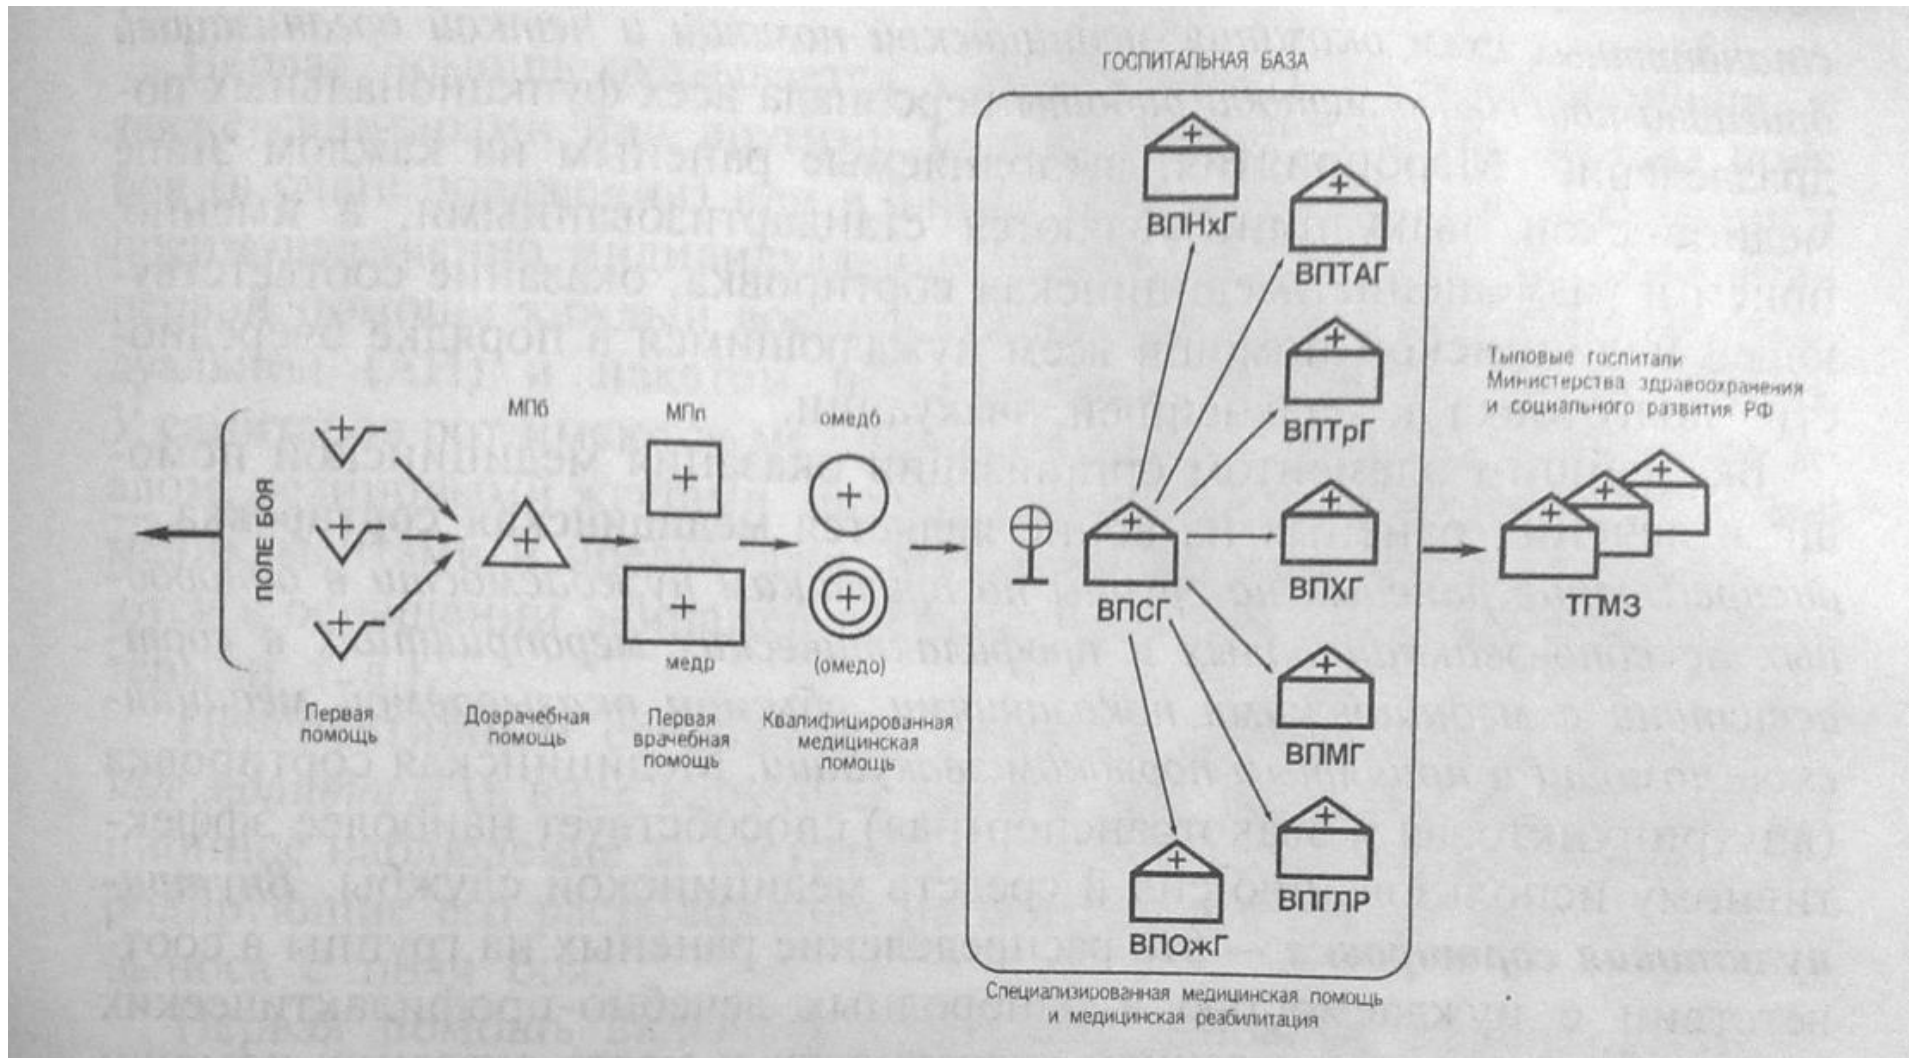 ГОСПИТАЛЬНАЯ БАЗА
ВПНхГ
ВПТАГ
ВПТрГ
Тыловые госпитали
Министерства здравоохранения
и социального развития РФ
МПб
МПп
омедб
ПОЛЕ БОЯ
ВПСГ
ВПХГ
ТГМЗ
медр
(омедо)
Первая
помощь
Доврачебная
помощь
Первая
врачебная
помощь
Квалифицированная
медицинская
помощь
ВПМГ
ВПГЛР
ВПОжГ
Специализированная медицинская помощь
и медицинская реабилитация